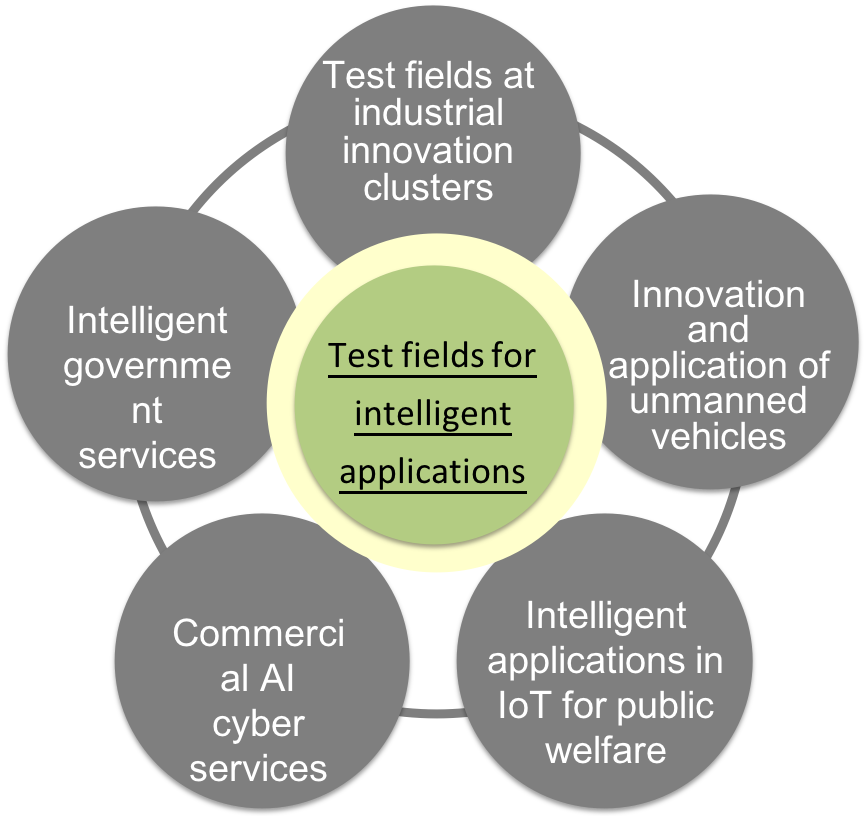 Test fields at
industrial
innovation
clusters
Innovation
and
application of
unmanned
vehicles
Intelligent
applications in
IoT for public
welfare
Commerci
al AI
cyber
services
Intelligent
governme
nt
services
Test fields for
intelligent
applications